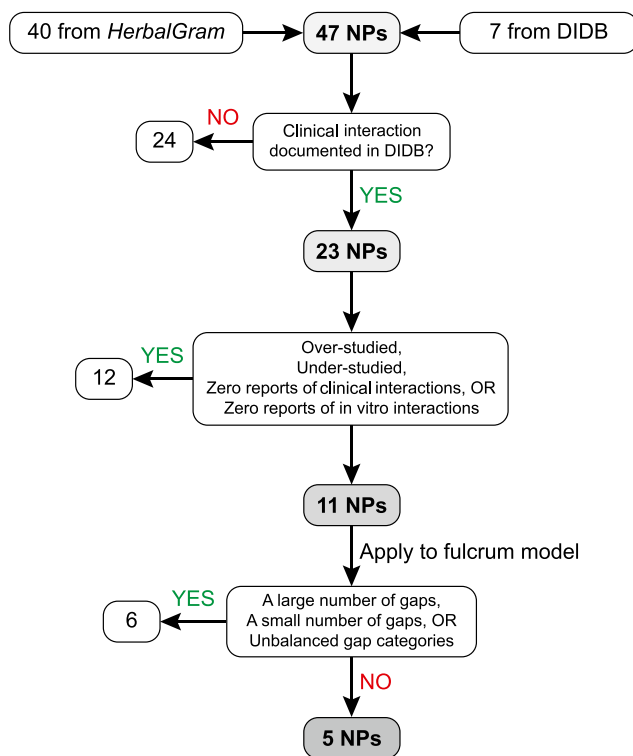 40 from HerbalGram
47 NPs
7 from DIDB
NO
24
Clinical interaction
documented in DIDB?
YES
23 NPs
YES
12
Over-studied,
Under-studied,
Zero reports of clinical interactions, OR
Zero reports of in vitro interactions
11 NPs
Apply to fulcrum model
YES
6
A large number of gaps,
A small number of gaps, OR
Unbalanced gap categories
NO
5 NPs